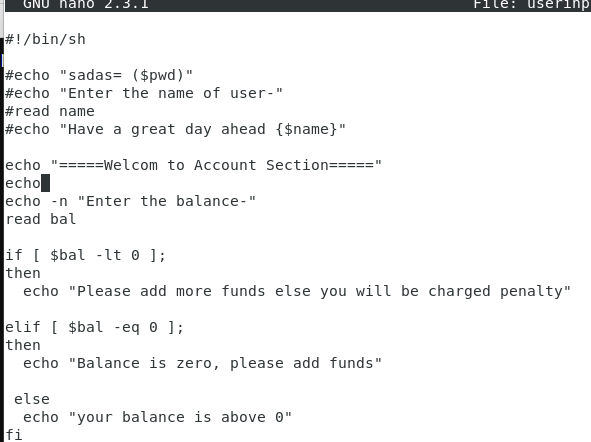 GNU nano 2.3.1 File: userinp
#!/bin/sh
#echo "sadas= ($pwd)"
#echo "Enter the name of user-"
#read name
#echo "Have a great day ahead {$name}"
echo "=====Welcom to Account Section====="
echo
echo -n "Enter the balance-"
read bal
if [ $bal -lt 0 ];
then
  echo "Please add more funds else you will be charged penalty"
elif [ $bal -eq 0 ];
then
  echo "Balance is zero, please add funds"
 else
  echo "your balance is above 0"
fi